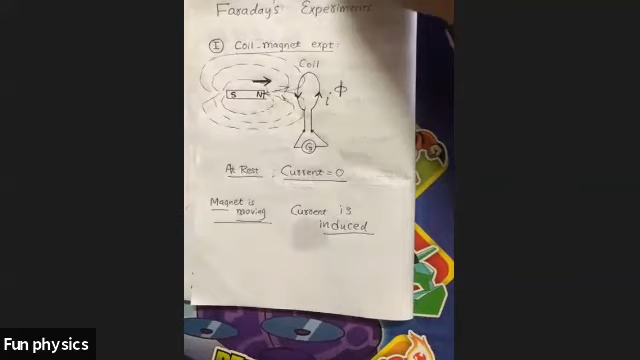 Faraday's Experiments
I Coil-magnet expt:
Coil
S N
i ϕ
G
At Rest , Current = 0
Magnet is Current is
moving induced
Fun physics